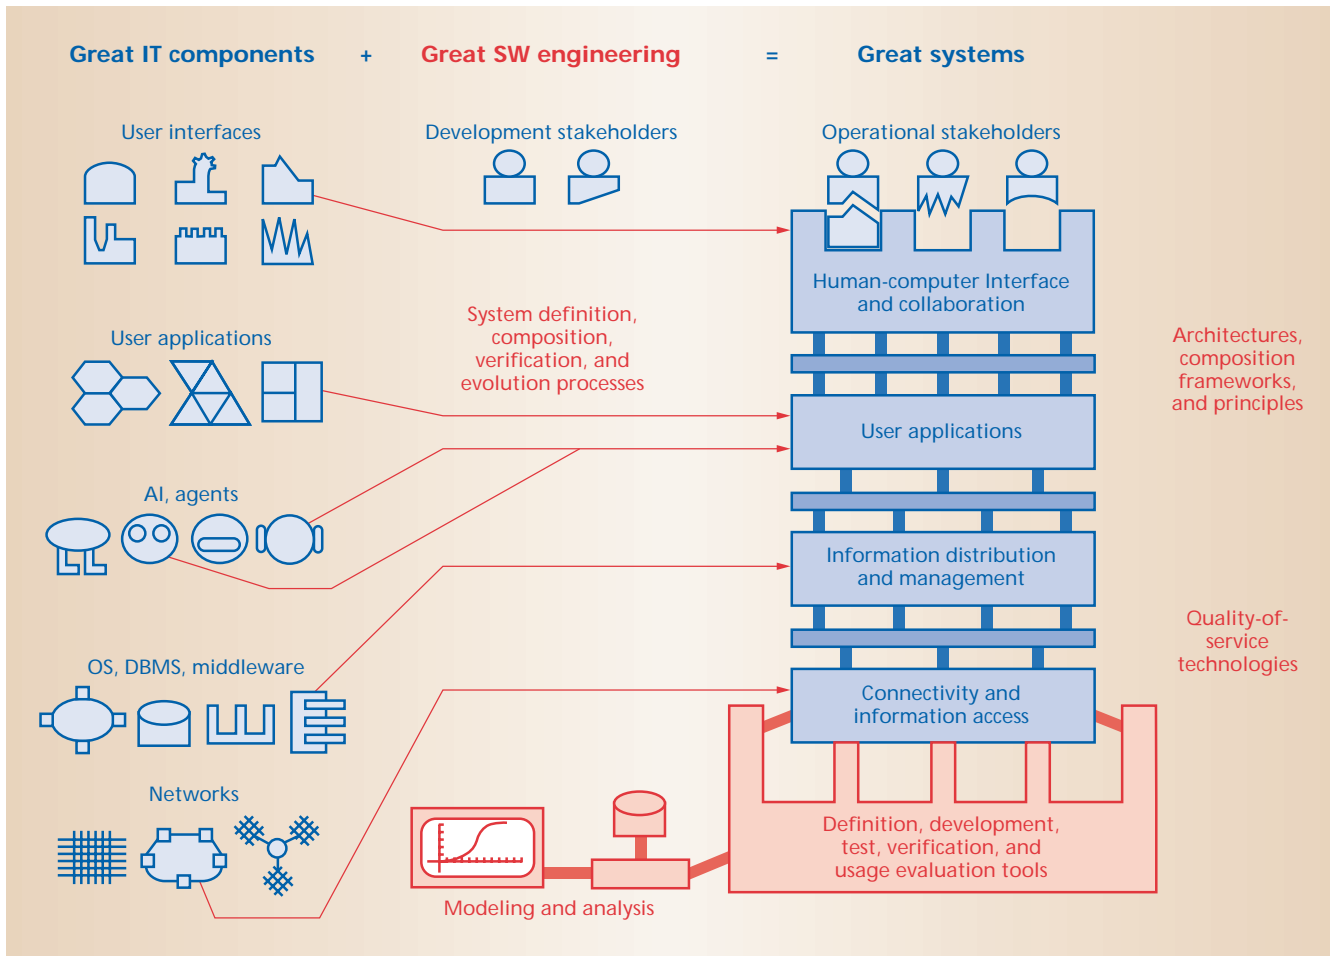 Great IT components + Great SW engineering = Great systems
User interfaces
Development stakeholders
Operational stakeholders
Human-computer Interface
and collaboration
System definition,
composition,
verification, and
evolution processes
Architectures,
composition
frameworks,
and principles
User applications
User applications
AI, agents
Information distribution
and management
Quality-of-
service
technologies
OS, DBMS, middleware
Connectivity and
information access
Networks
Definition, development,
test, verification, and
usage evaluation tools
Modeling and analysis